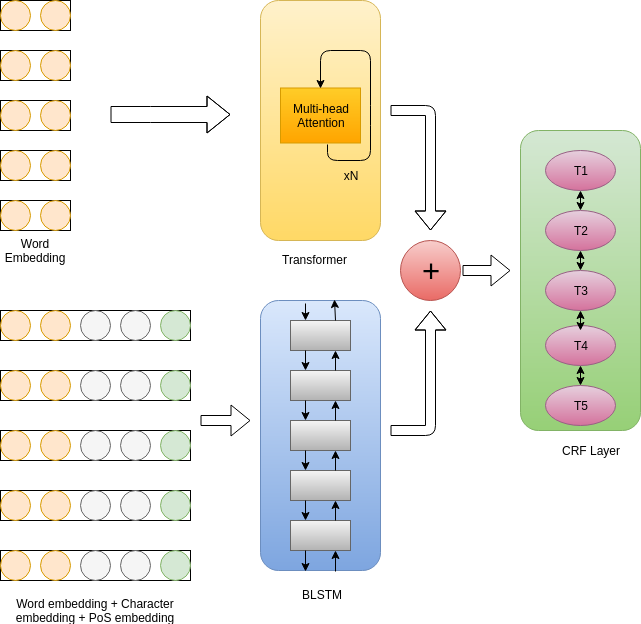 Word
Embedding
Multi-head
Attention
xN
Transformer
+
T1
T2
T3
T4
T5
CRF Layer
BLSTM
Word embedding + Character
embedding + PoS embedding